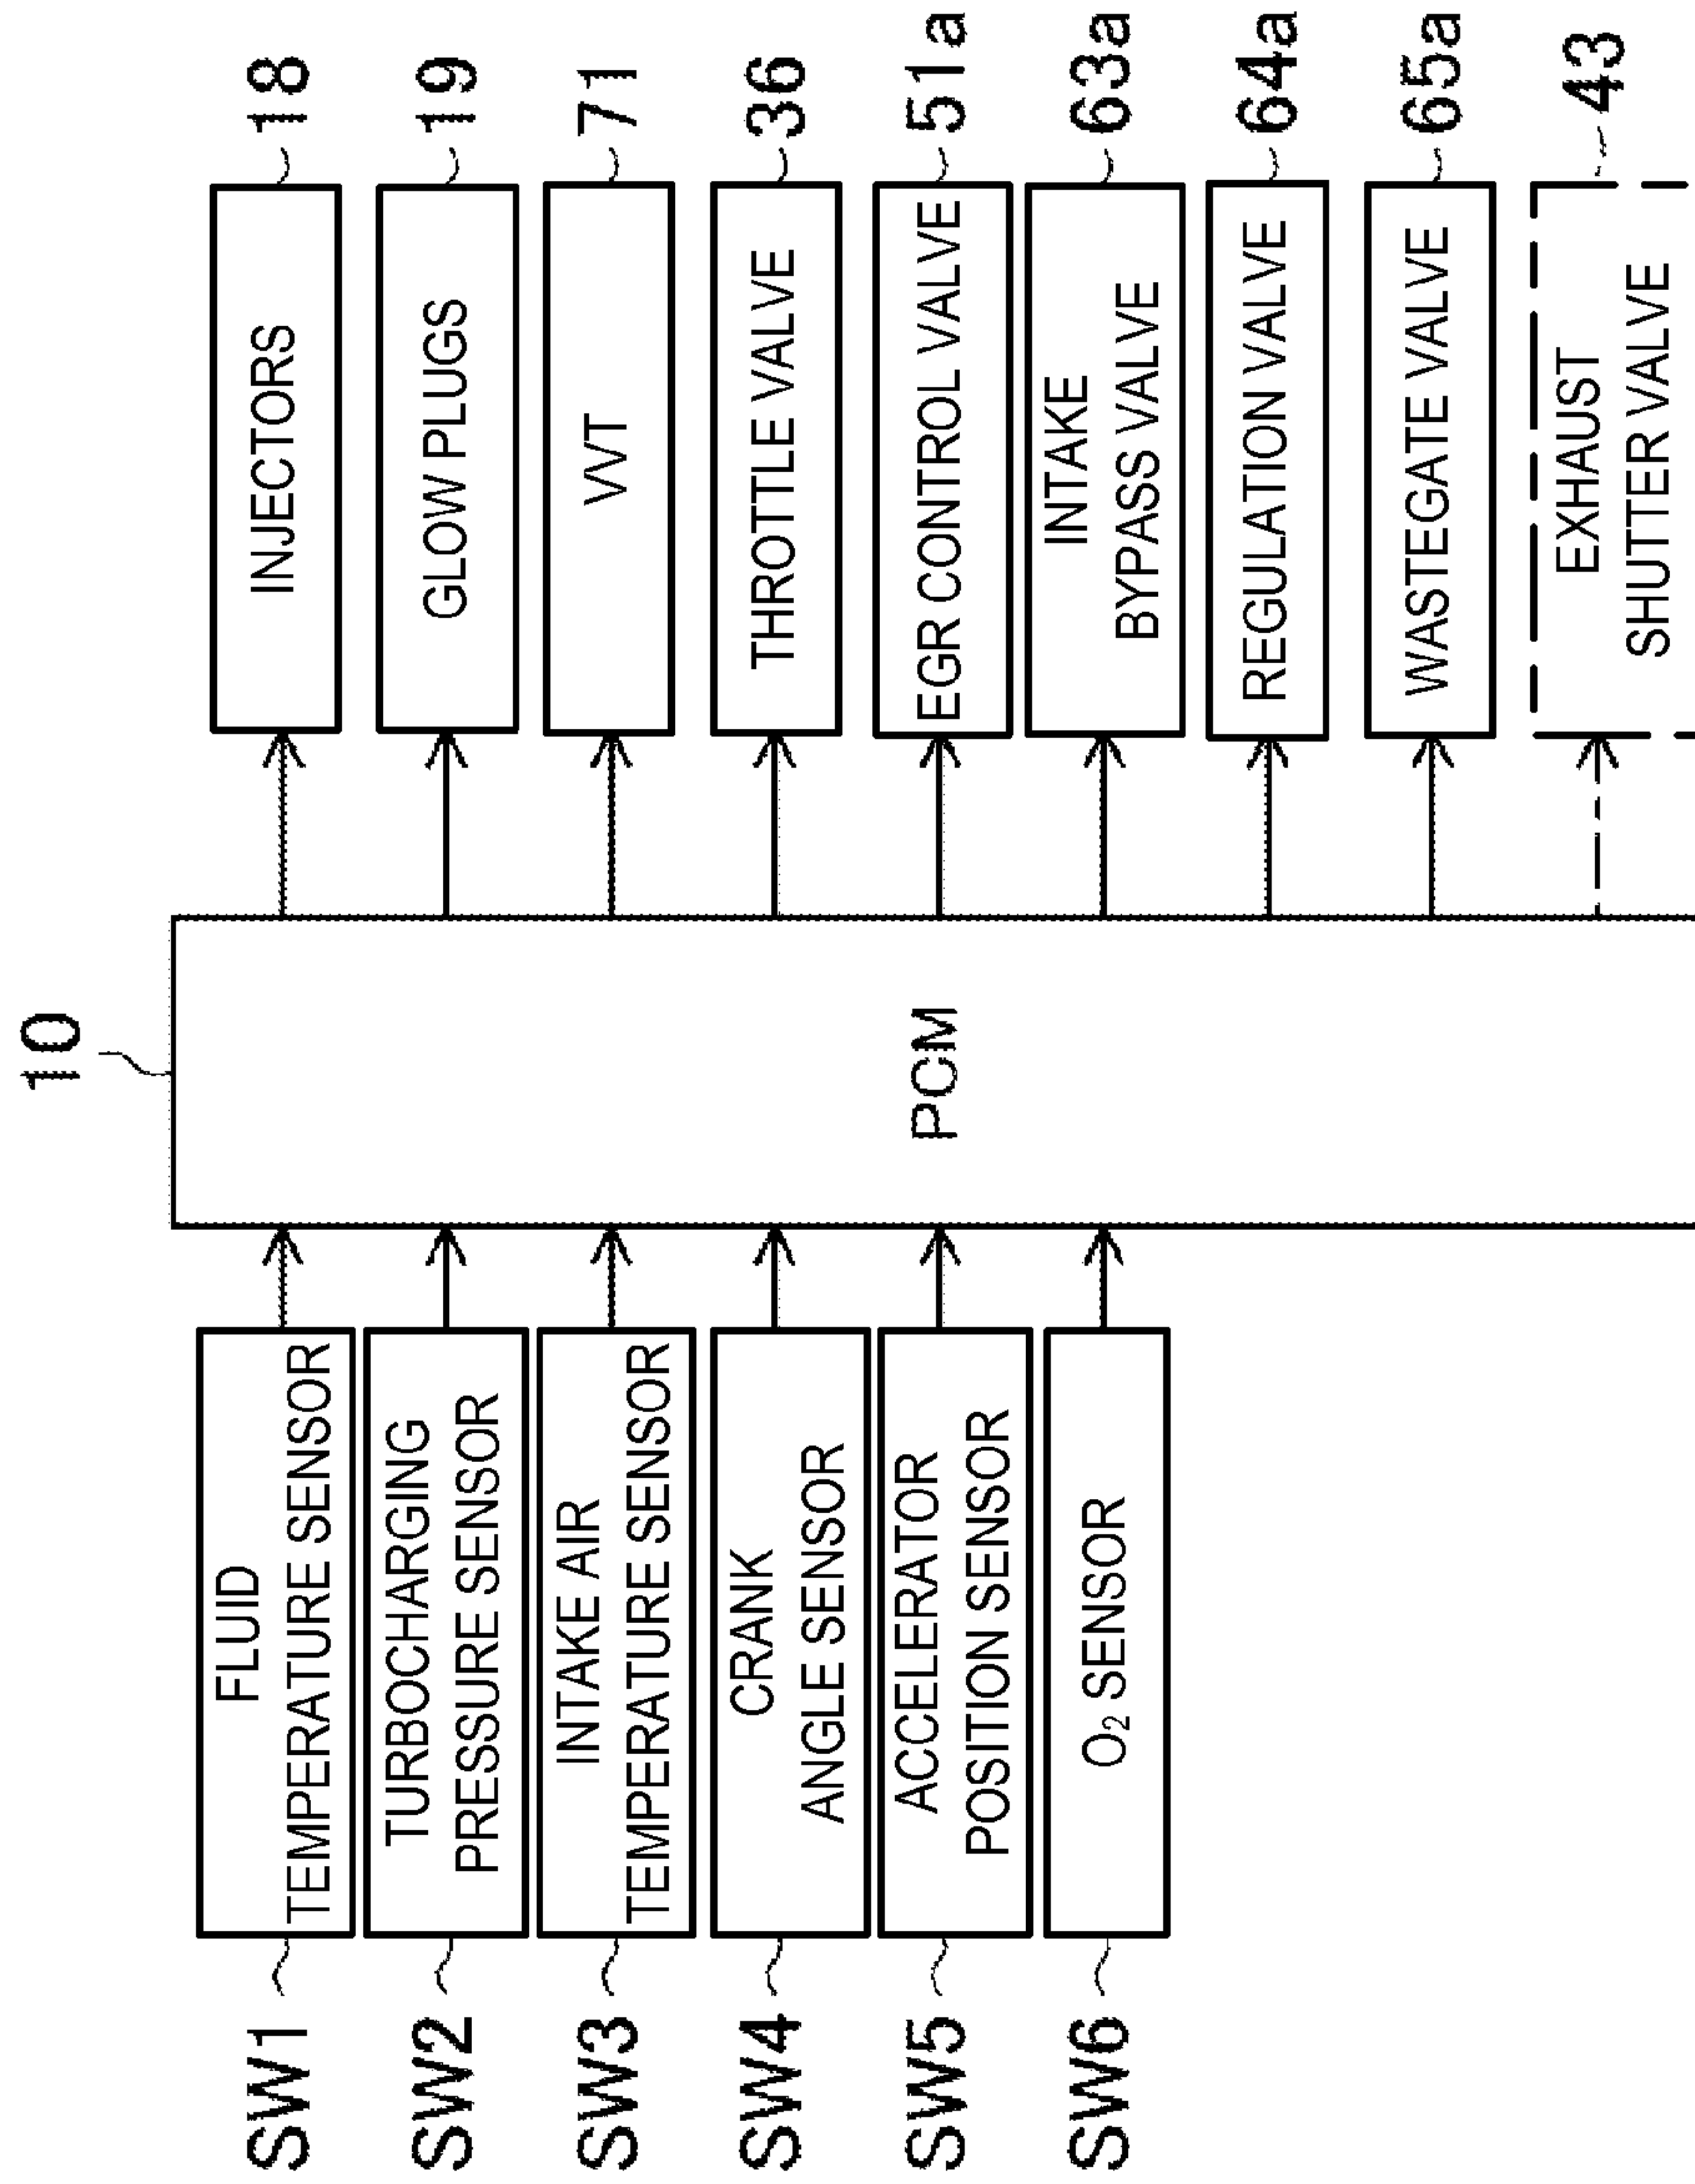 10
SW1
FLUID
TEMPERATURE SENSOR
SW2
TURBOCHARGING
PRESSURE SENSOR
SW3
INTAKE AIR
TEMPERATURE SENSOR
SW4
CRANK
ANGLE SENSOR
SW5
ACCELERATOR
POSITION SENSOR
SW6
O₂ SENSOR
PCM
INJECTORS
18
GLOW PLUGS
19
VVT
71
THROTTLE VALVE
36
EGR CONTROL VALVE
51a
INTAKE
BYPASS VALVE
63a
REGULATION VALVE
64a
WASTEGATE VALVE
65a
EXHAUST
SHUTTER VALVE
43